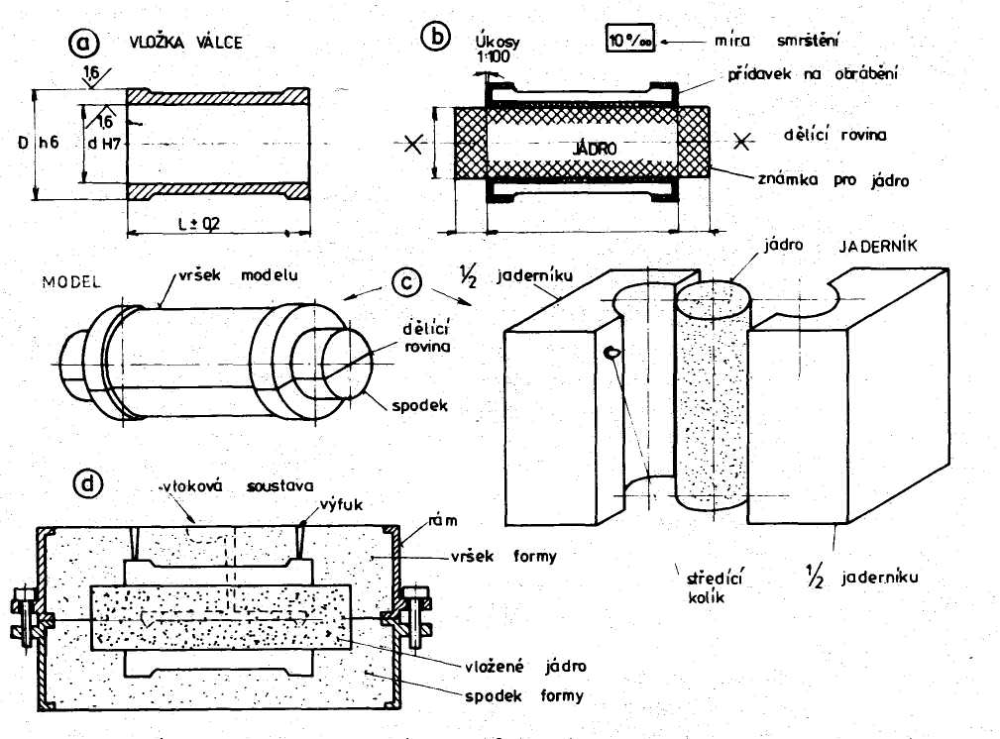 a VLOŽKA VÁLCE
1,6
1,6
D h6
d H7
L ± 0,2
b
Úkosy
1:100
10 ‰
míra smrštění
přídavek na obrábění
dělící rovina
JÁDRO
známka pro jádro
MODEL
vršek modelu
c
dělící
rovina
spodek
1/2 jaderníku
jádro
JADERNÍK
středící
kolík
1/2 jaderníku
d
vtoková soustava
výfuk
rám
vršek formy
vložené jádro
spodek formy